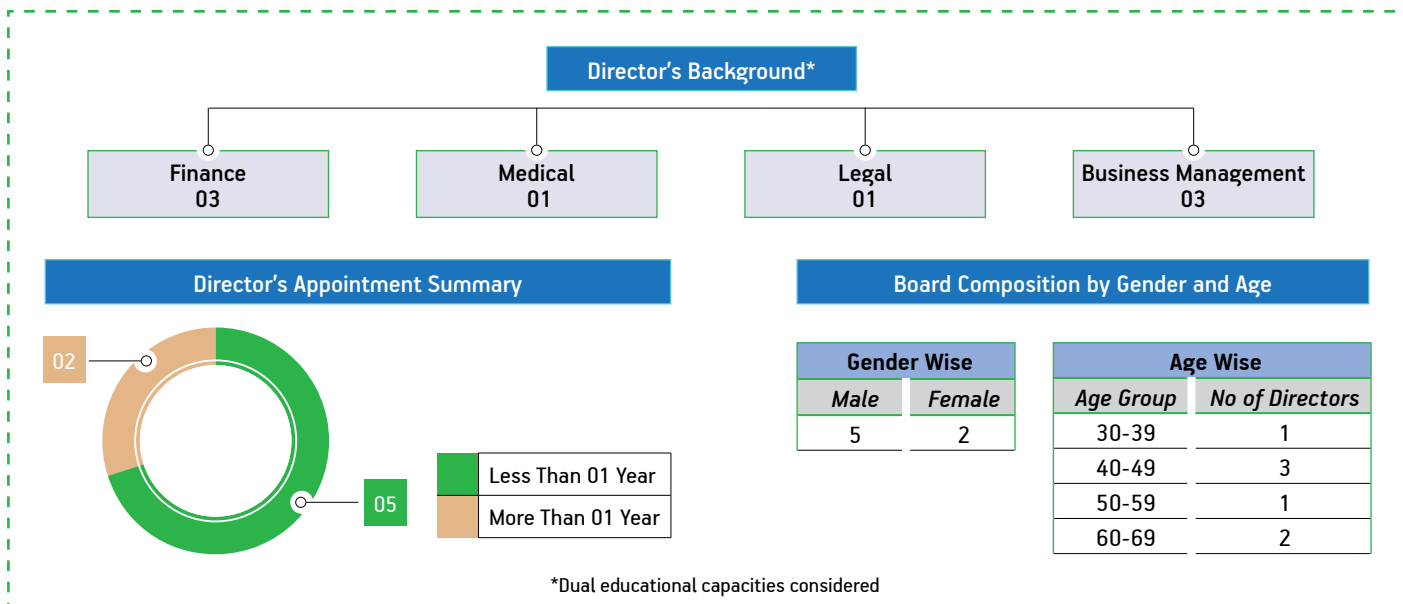 Director's Background*
Finance
03
Medical
01
Legal
01
Business Management
03
Director's Appointment Summary
02
05
Less Than 01 Year
More Than 01 Year
Board Composition by Gender and Age
Gender Wise
Male Female
5 2
Age Wise
Age Group No of Directors
30-39 1
40-49 3
50-59 1
60-69 2
*Dual educational capacities considered